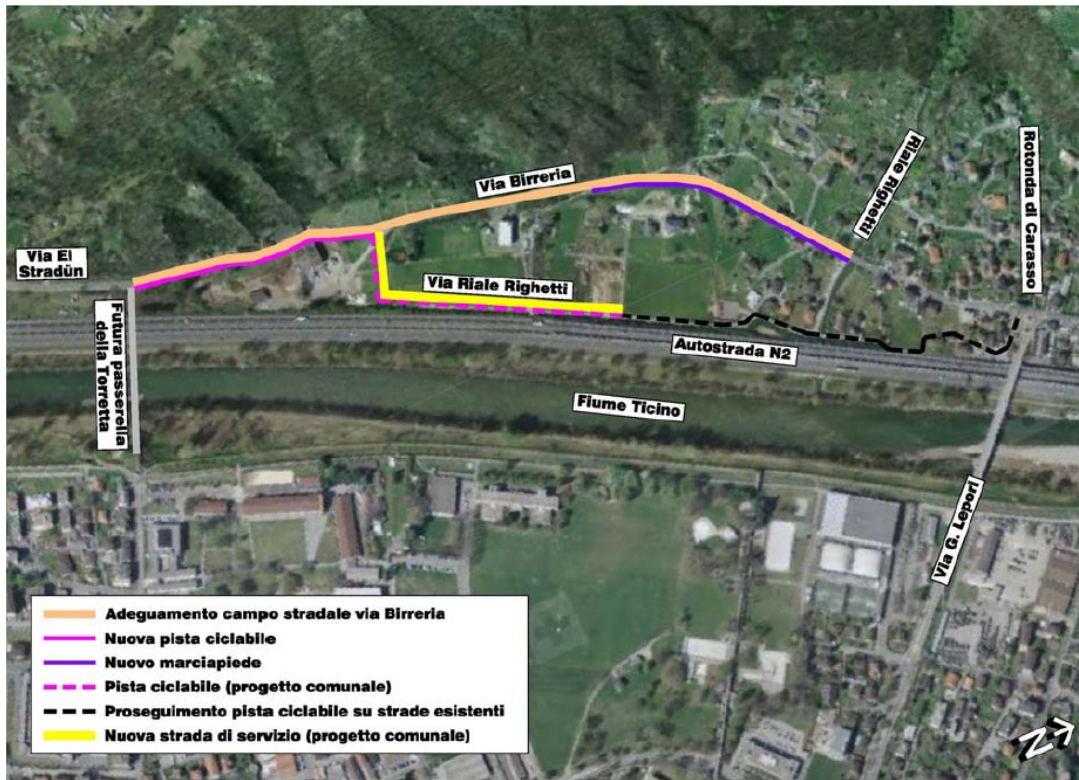 Via Birreria
Riale Righetti
Rotonda di Carasso
Via El
Stradün
Via Riale Righetti
Futura passerella
della Torretta
Autostrada N2
Fiume Ticino
Via G. Lepori
Adeguamento campo stradale via Birreria
Nuova pista ciclabile
Nuovo marciapiede
Pista ciclabile (progetto comunale)
Proseguimento pista ciclabile su strade esistenti
Nuova strada di servizio (progetto comunale)
N